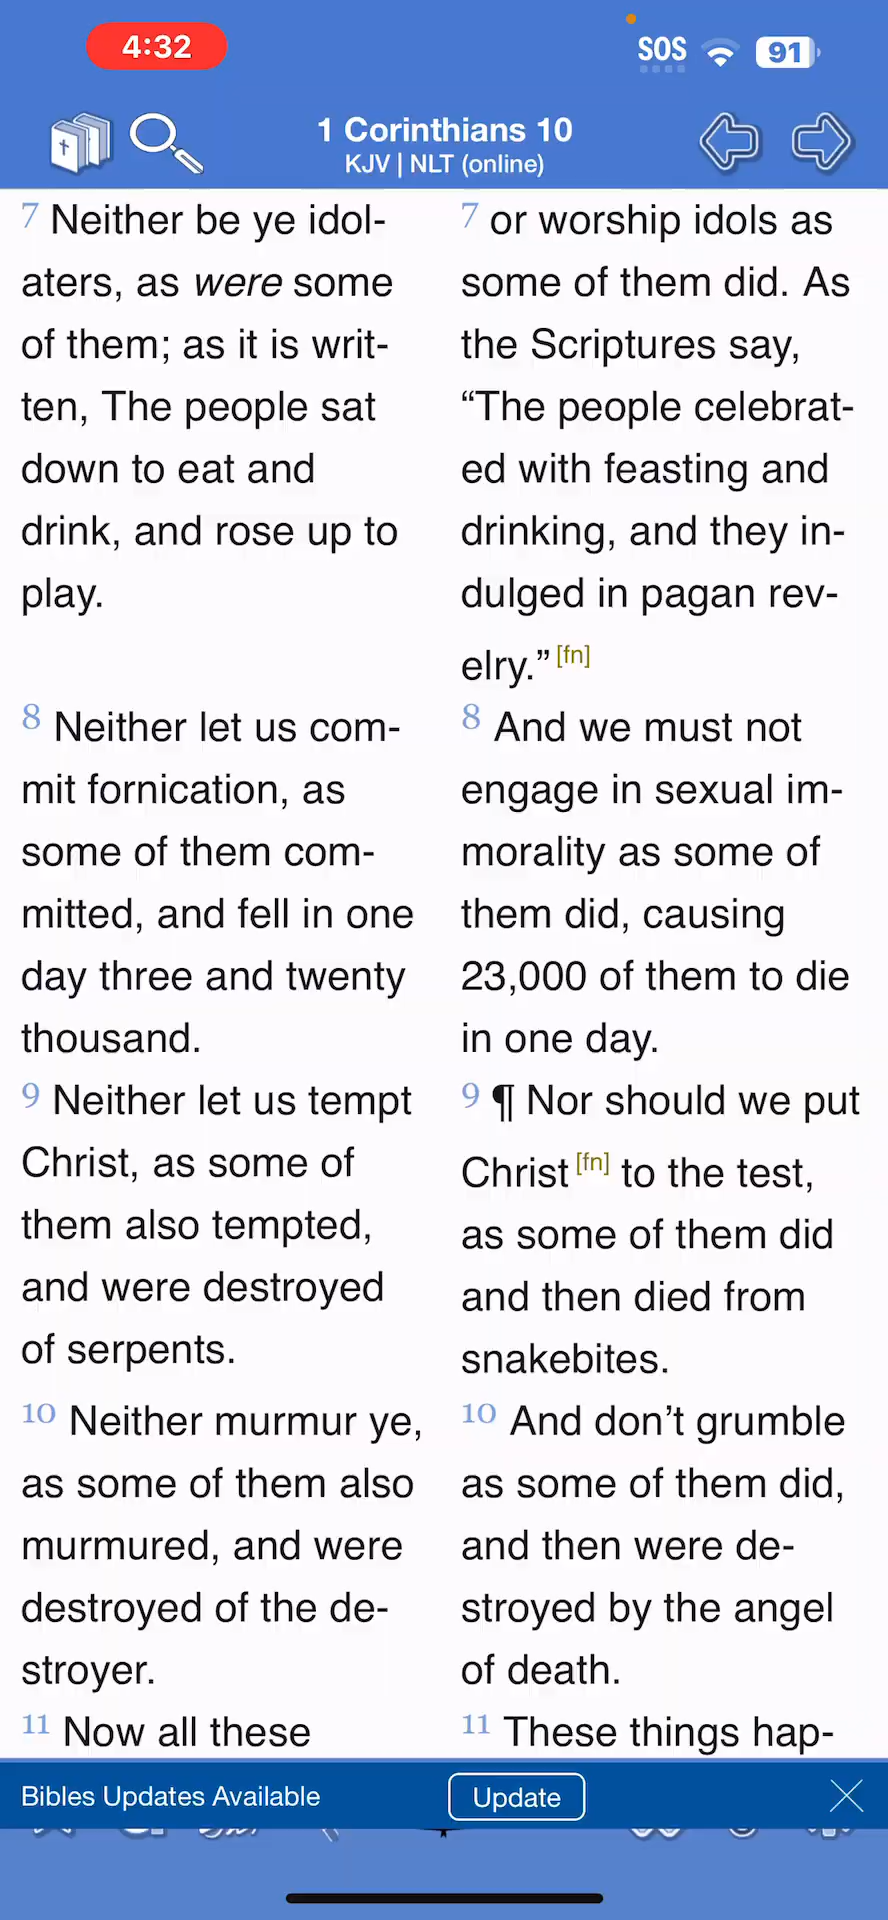 4:32
SOS
91
1 Corinthians 10
KJV | NLT (online)
7 Neither be ye idol-
aters, as were some
of them; as it is writ-
ten, The people sat
down to eat and
drink, and rose up to
play.
8 Neither let us com-
mit fornication, as
some of them com-
mitted, and fell in one
day three and twenty
thousand.
9 Neither let us tempt
Christ, as some of
them also tempted,
and were destroyed
of serpents.
10 Neither murmur ye,
as some of them also
murmured, and were
destroyed of the de-
stroyer.
11 Now all these
7 or worship idols as
some of them did. As
the Scriptures say,
“The people celebrat-
ed with feasting and
drinking, and they in-
dulged in pagan rev-
elry.” [fn]
8 And we must not
engage in sexual im-
morality as some of
them did, causing
23,000 of them to die
in one day.
9 ¶ Nor should we put
Christ [fn] to the test,
as some of them did
and then died from
snakebites.
10 And don’t grumble
as some of them did,
and then were de-
stroyed by the angel
of death.
11 These things hap-
Bibles Updates Available
Update